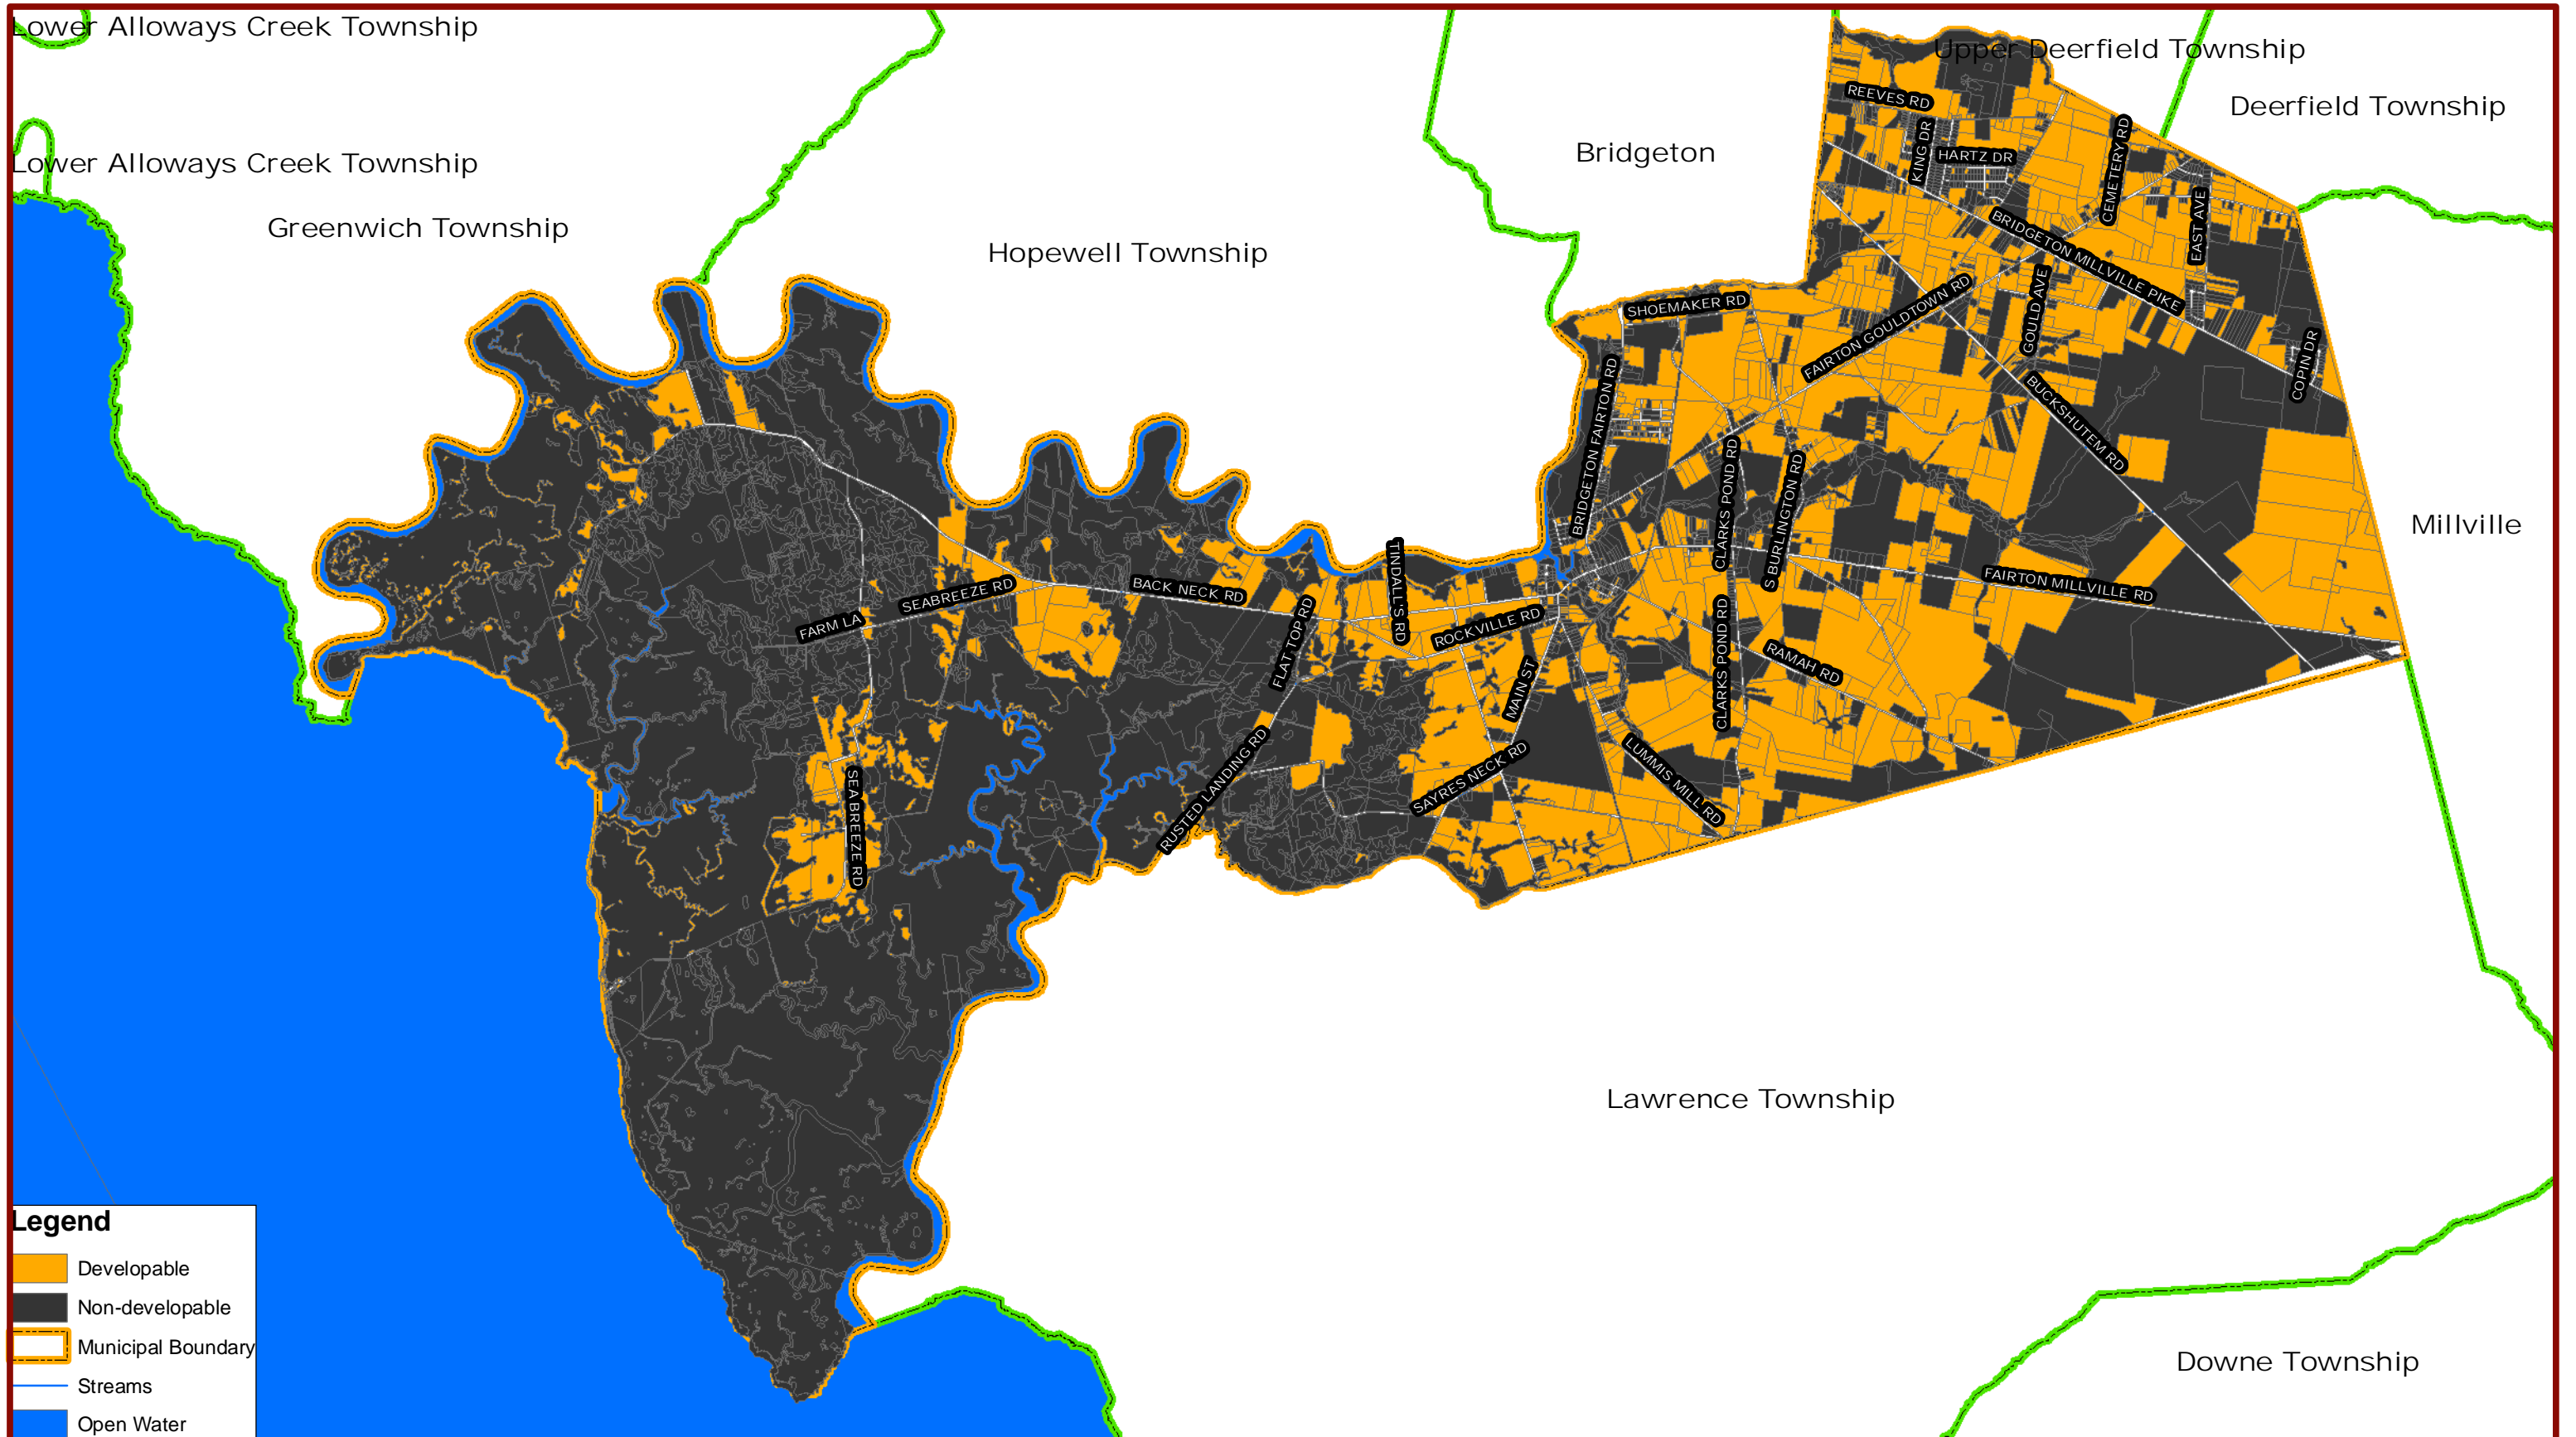 Lower Alloways Creek Township
Upper Deerfield Township
REEVES RD
Deerfield Township
KING DR
HARTZ DR
CEMETERY RD
Bridgeton
Lower Alloways Creek Township
Greenwich Township
Hopewell Township
EAST AVE
BRIDGETON MILLVILLE PIKE
SHOEMAKER RD
FAIRTON GOULDTOWN RD
GOULD AVE
COPIN DR
BUCKSHUTEM RD
BRIDGETON FAIRTON RD
CLARKS POND RD
S BURLINGTON RD
Millville
TINDALL'S RD
FAIRTON MILLVILLE RD
BACK NECK RD
SEABREEZE RD
FARM LA
FLAT TOP RD
ROCKVILLE RD
MAIN ST
CLARKS POND RD
RAMAH RD
RUSTED LANDING RD
SAYRES NECK RD
LUMMIS MILL RD
SEA BREEZE RD
Lawrence Township
Downe Township
Legend
Developable
Non-developable
Municipal Boundary
Streams
Open Water